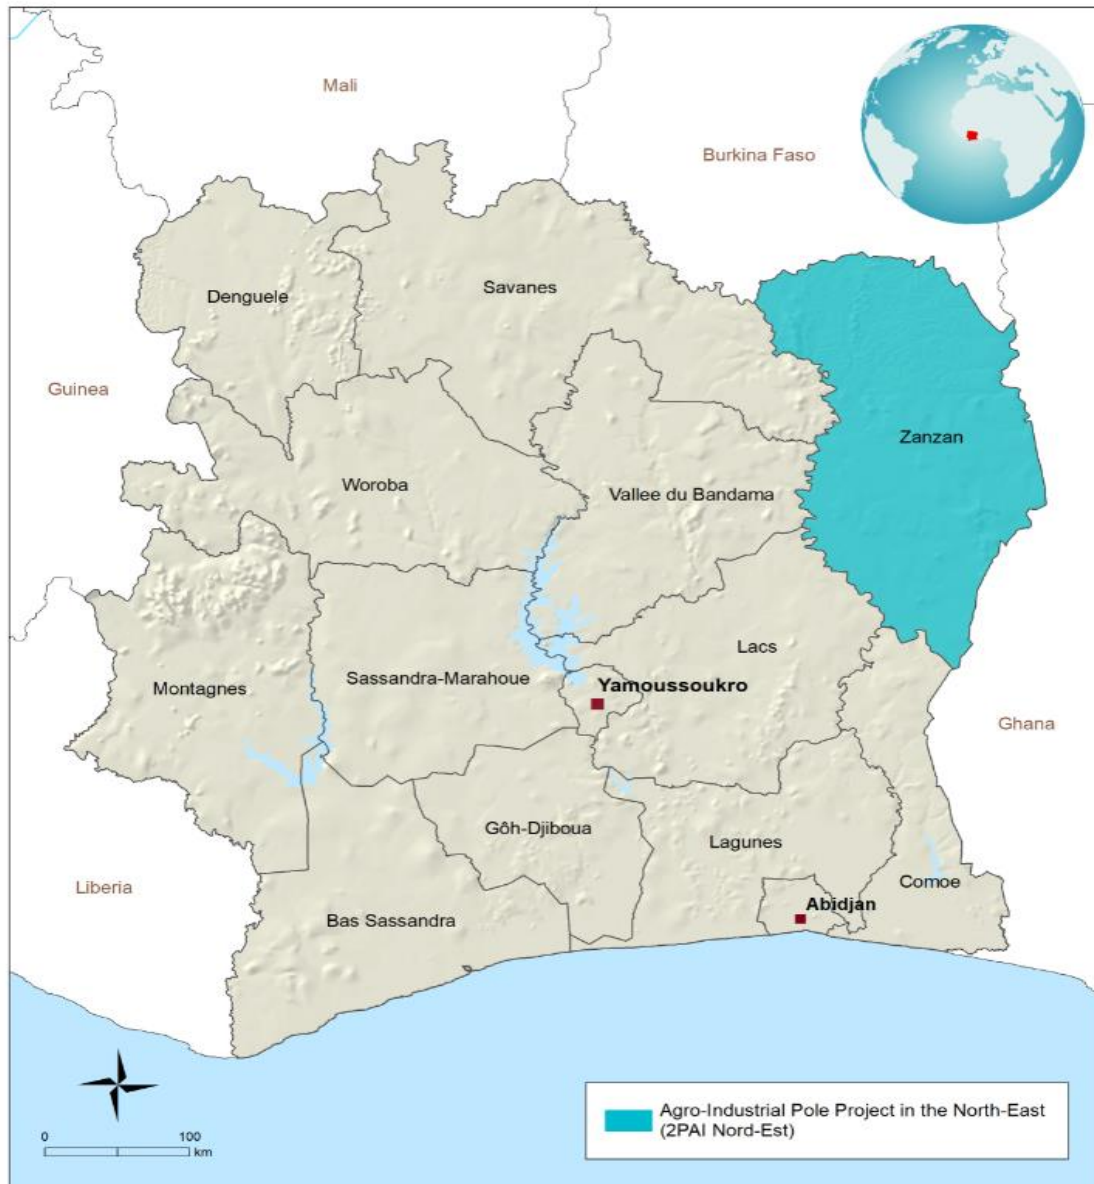 Mali
Burkina Faso
Denguele
Savanes
Guinea
Zanzan
Woroba
Vallee du Bandama
Lacs
Montagnes
Sassandra-Marahoue
Yamoussoukro
Ghana
Gôh-Djiboua
Lagunes
Liberia
Comoe
Bas Sassandra
Abidjan
Agro-Industrial Pole Project in the North-East
(2PAI Nord-Est)
0 100
km